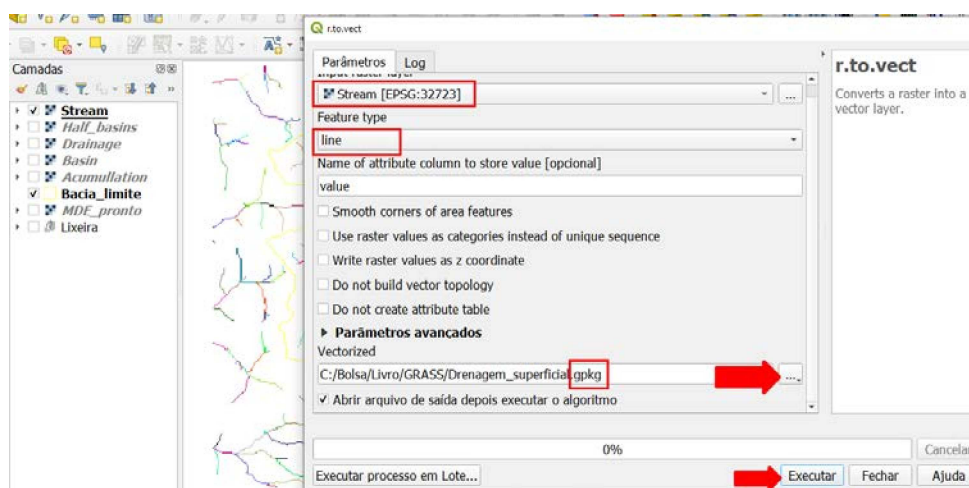 r.to.vect
Parâmetros
Log
Input raster layer
Stream [EPSG:32723]
...
Feature type
line
Name of attribute column to store value [opcional]
value
Smooth corners of area features
Use raster values as categories instead of unique sequence
Write raster values as z coordinate
Do not build vector topology
Do not create attribute table
Parâmetros avançados
Vectorized
C:/Bolsa/Livro/GRASS/Drenagem_superficial.gpkg
...
Abrir arquivo de saída depois executar o algoritmo
0%
Cancelar
Executar processo em Lote...
Executar
Fechar
Ajuda
r.to.vect
Converts a raster into a
vector layer.
Camadas
Stream
Half_basins
Drainage
Basin
Acumullation
Bacia_limite
MDE_pronto
Lixeira